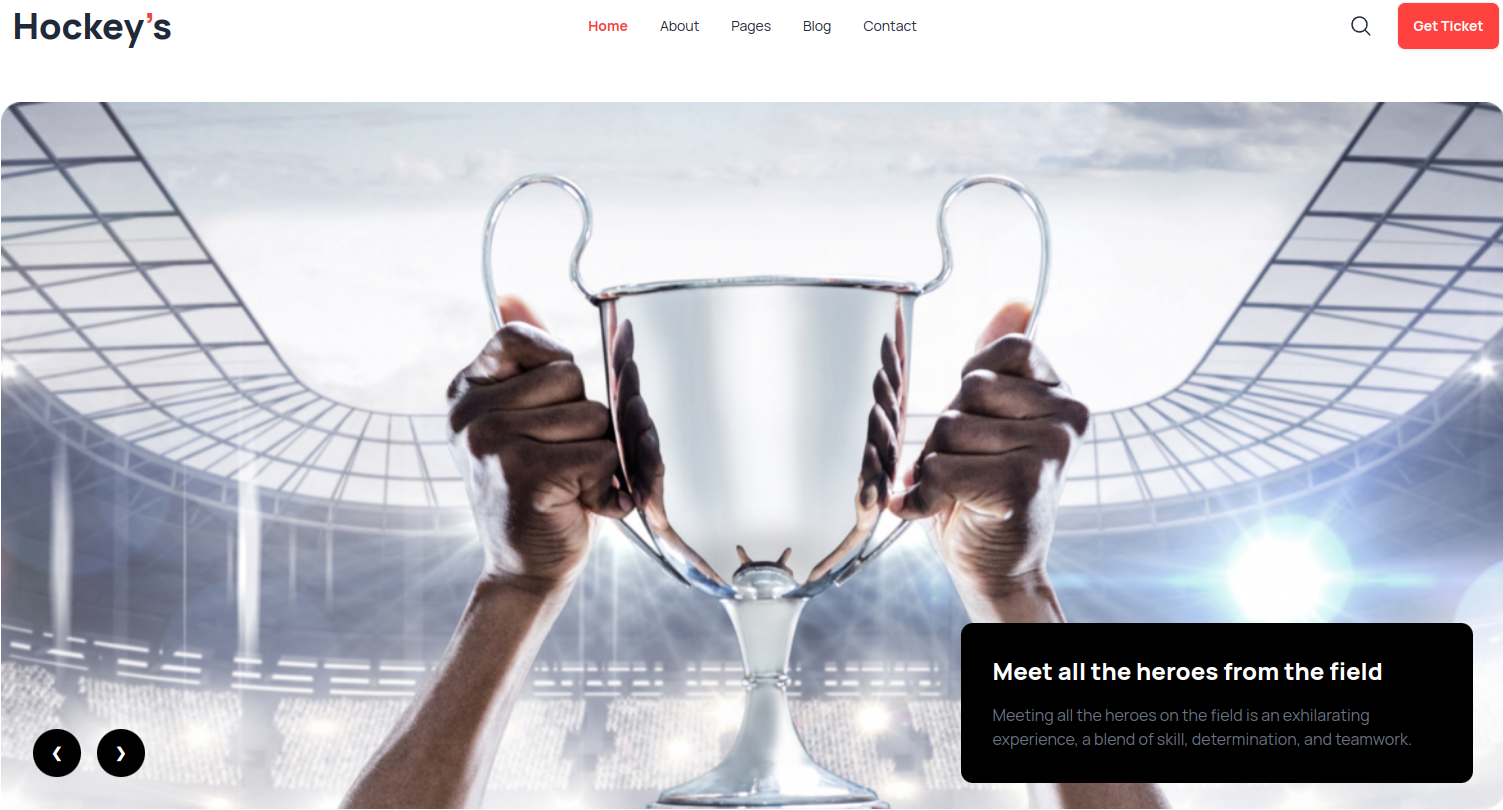 Hockey’s
Home About Pages Blog Contact
Get Ticket
Meet all the heroes from the field
Meeting all the heroes on the field is an exhilarating
experience, a blend of skill, determination, and teamwork.
❮ ❯